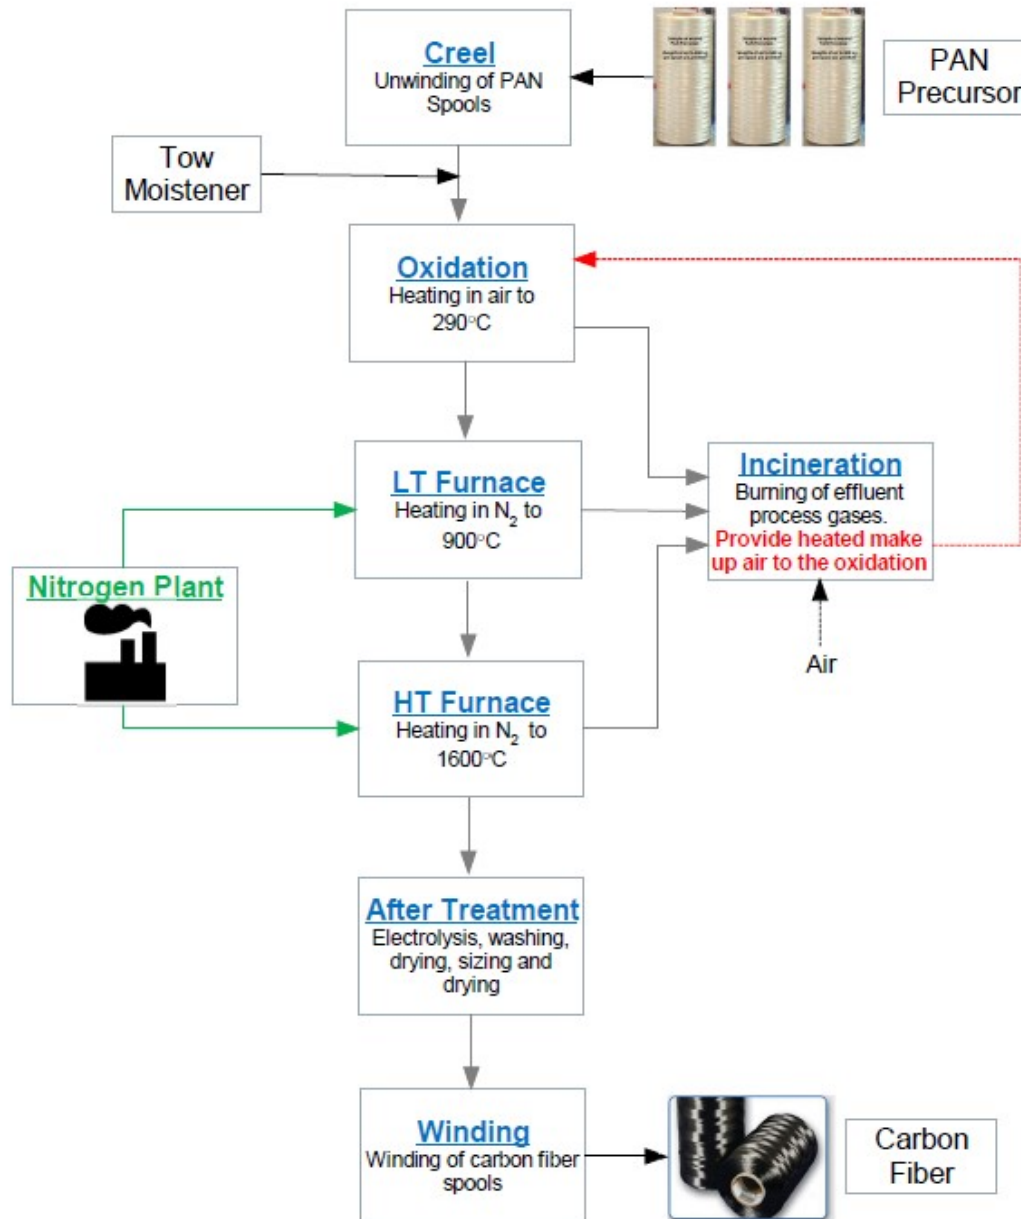 Creel
Unwinding of PAN
Spools
PAN
Precursor
Tow
Moistener
Oxidation
Heating in air to
290°C
LT Furnace
Heating in N₂ to
900°C
Incineration
Burning of effluent
process gases.
Provide heated make
up air to the oxidation
Nitrogen Plant
Air
HT Furnace
Heating in N₂ to
1600°C
After Treatment
Electrolysis, washing,
drying, sizing and
drying
Winding
Winding of carbon fiber
spools
Carbon
Fiber